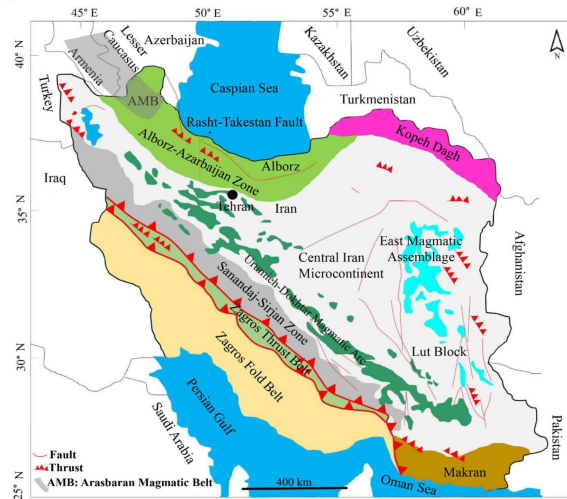 45° E
50° E
55° E
60° E
40° N
35° N
30° N
25° N
N
Azerbaijan
Lesser
Caucasus
Armenia
Kazakhstan
Uzbekistan
Turkey
AMB
Caspian Sea
Turkmenistan
Rasht-Takestan Fault
Kopeh Dagh
Alborz-Azarbaijan Zone
Alborz
Iraq
Tehran
Iran
Afghanistan
East Magmatic
Assemblage
Central Iran
Microcontinent
Urumieh-Dokhtar Magmatic Arc
Sanandaj-Sirjan Zone
Zagros Thrust Belt
Lut Block
Zagros Fold Belt
Persian Gulf
Saudi Arabia
Pakistan
Makran
Oman Sea
400 km
Fault
Thrust
AMB: Arasbaran Magmatic Belt